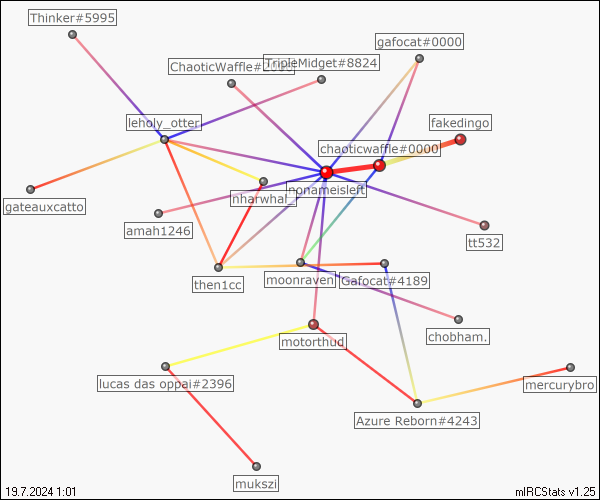 Thinker#5995
gafocat#0000
TripleMidget#8824
leholy_otter
fakedingo
chaoticwaffle#0000
nonameisleft
nharwhal_
gateauxcatto
amah1246
tt532
then1cc
moonraven
Gafocat#4189
motorthud
chobham.
lucas das oppai#2396
mercurybro
Azure Reborn#4243
mukszi
19.7.2024 1:01
mIRCStats v1.25